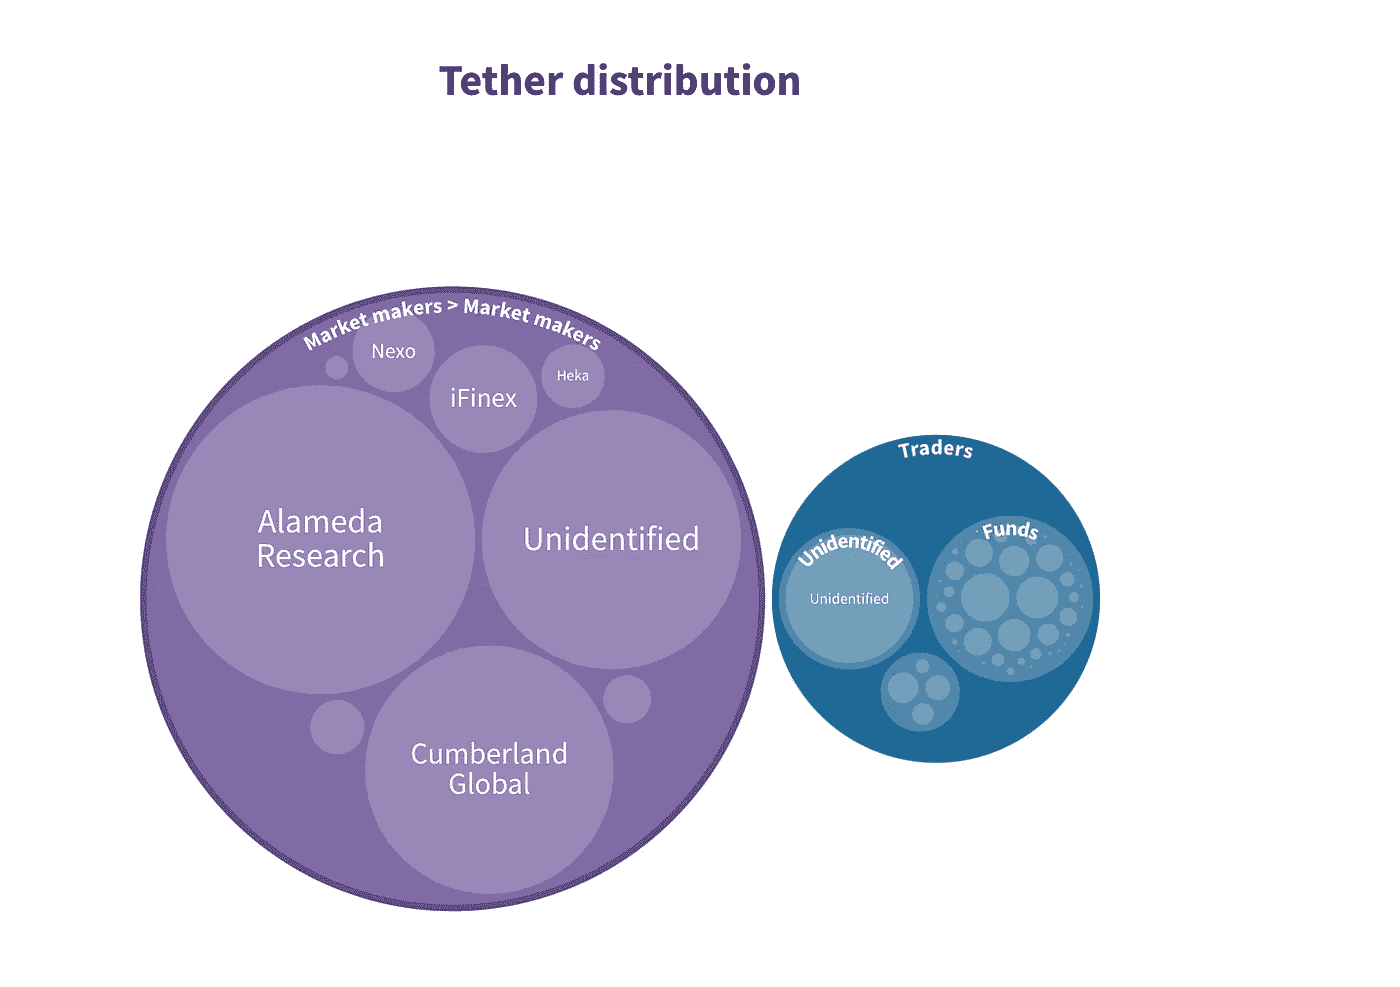 Tether distribution
Market makers > Market makers
Nexo
iFinex
Heka
Alameda
Research
Unidentified
Cumberland
Global
Traders
Unidentified
Unidentified
Funds